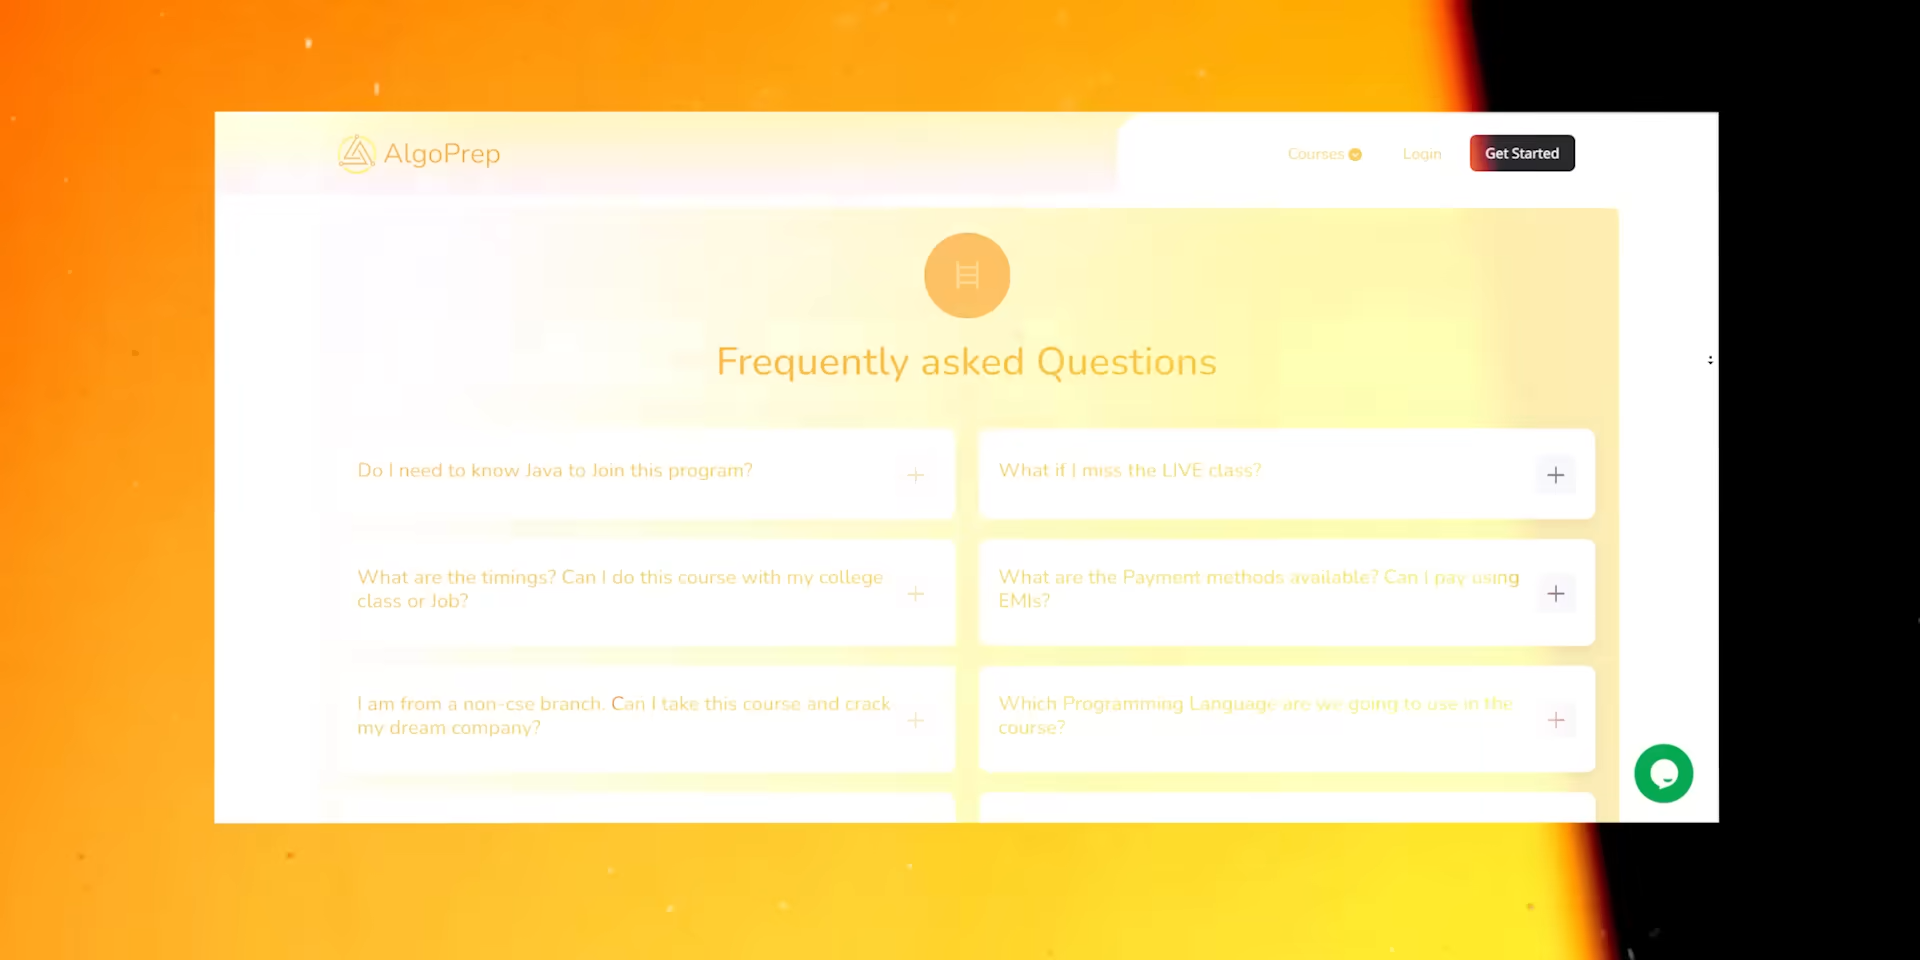 AlgoPrep
Courses
Login
Get Started
Frequently asked Questions
Do I need to know Java to Join this program?
What if I miss the LIVE class?
What are the timings? Can I do this course with my college
class or Job?
What are the Payment methods available? Can I pay using
EMIs?
I am from a non-cse branch. Can I take this course and crack
my dream company?
Which Programming Language are we going to use in the
course?